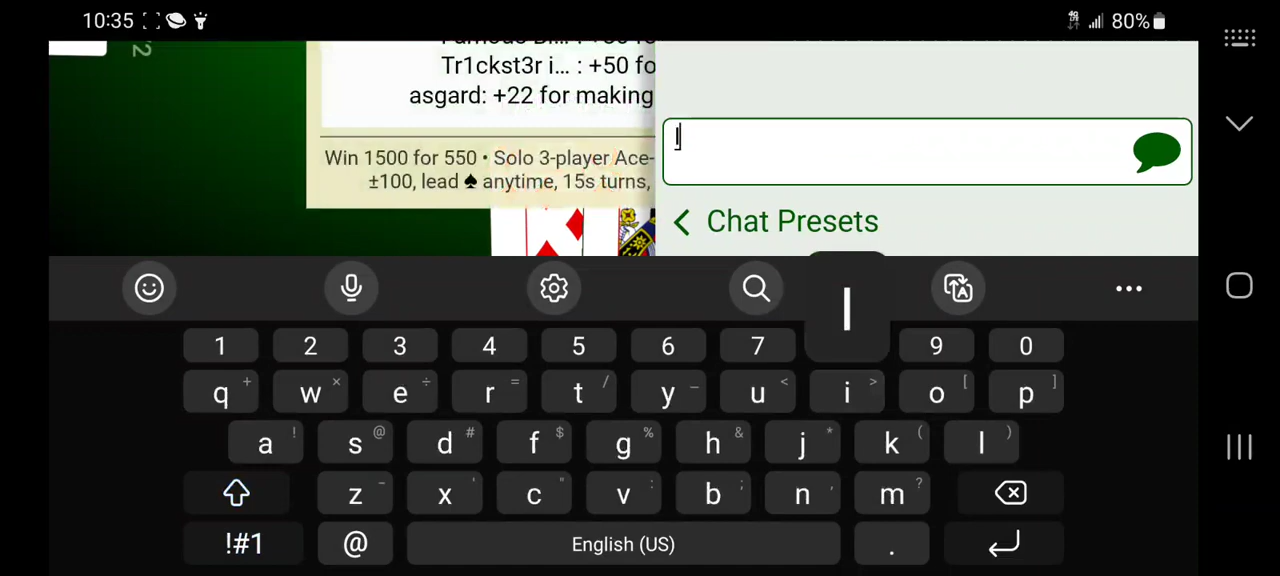 10:35
80%
2
Tr1ckst3r i... : +50 fo
asgard: +22 for making
Win 1500 for 550 • Solo 3-player Ace-
±100, lead ♠ anytime, 15s turns,
I
Chat Presets
I
1 2 3 4 5 6 7 9 0
q + w × e ÷ r = t / y _ u < i > o [ p ]
a ! s @ d # f $ g % h & j * k ( l )
z - x ' c " v : b ; n , m ?
!#1 @ English (US) .